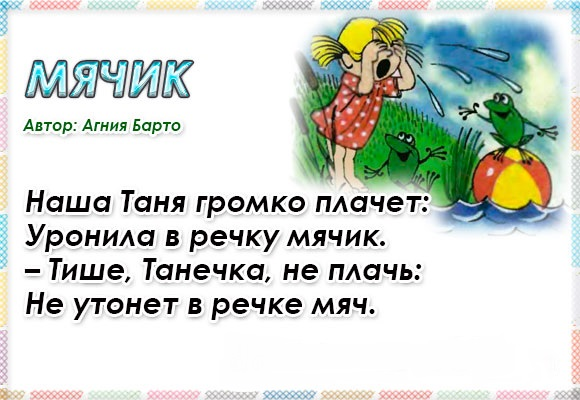 МЯЧИК
Автор: Агния Барто
Наша Таня громко плачет:
Уронила в речку мячик.
– Тише, Танечка, не плачь:
Не утонет в речке мяч.